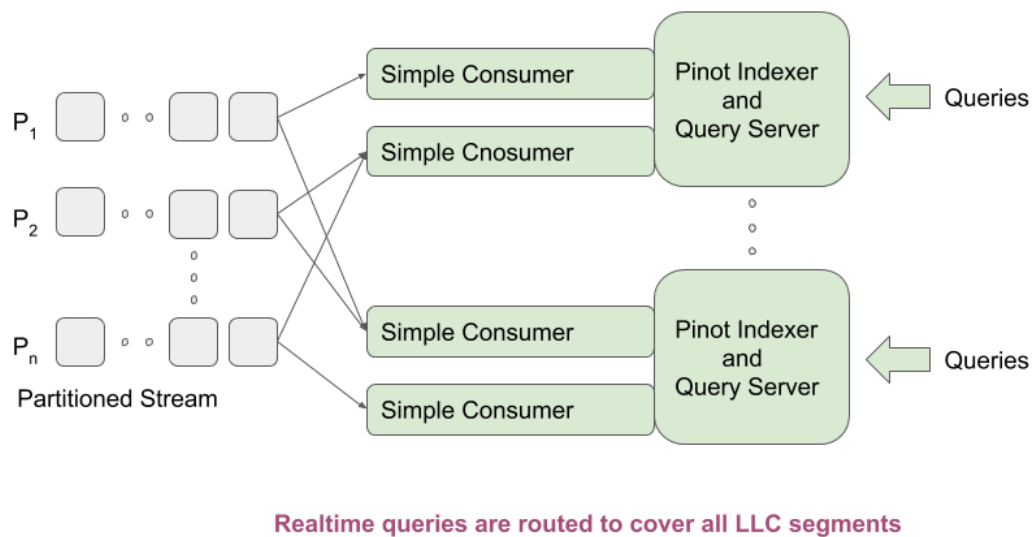 P1
P2
Pn
Partitioned Stream
Simple Consumer
Simple Cnosumer
Pinot Indexer
and
Query Server
Queries
Simple Consumer
Simple Consumer
Pinot Indexer
and
Query Server
Queries
Realtime queries are routed to cover all LLC segments